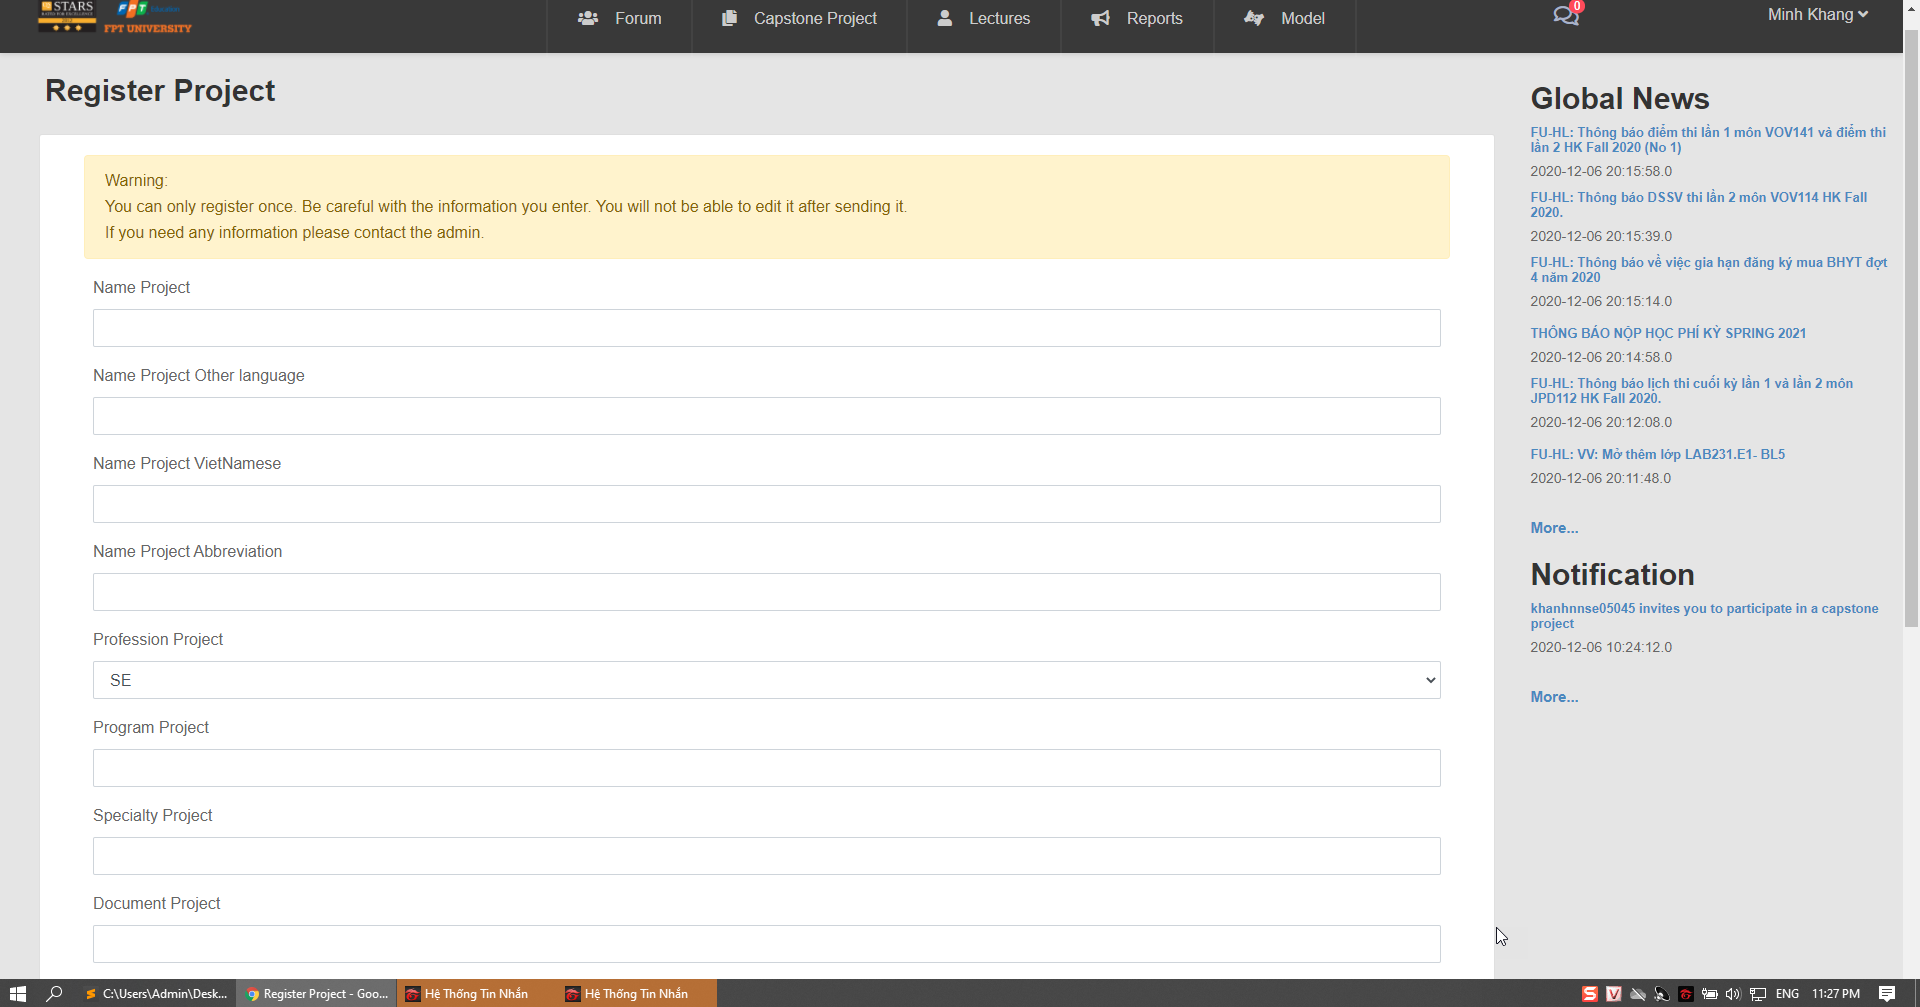 STARS
RATED FOR EXCELLENCE
2012
FPT Education
FPT UNIVERSITY
Forum
Capstone Project
Lectures
Reports
Model
0
Minh Khang
Register Project
Warning:
You can only register once. Be careful with the information you enter. You will not be able to edit it after sending it.
If you need any information please contact the admin.
Name Project
Name Project Other language
Name Project VietNamese
Name Project Abbreviation
Profession Project
SE
Program Project
Specialty Project
Document Project
Global News
FU-HL: Thông báo điểm thi lần 1 môn VOV141 và điểm thi
lần 2 HK Fall 2020 (No 1)
2020-12-06 20:15:58.0
FU-HL: Thông báo DSSV thi lần 2 môn VOV114 HK Fall
2020.
2020-12-06 20:15:39.0
FU-HL: Thông báo về việc gia hạn đăng ký mua BHYT đợt
4 năm 2020
2020-12-06 20:15:14.0
THÔNG BÁO NỘP HỌC PHÍ KỲ SPRING 2021
2020-12-06 20:14:58.0
FU-HL: Thông báo lịch thi cuối kỳ lần 1 và lần 2 môn
JPD112 HK Fall 2020.
2020-12-06 20:12:08.0
FU-HL: VV: Mở thêm lớp LAB231.E1- BL5
2020-12-06 20:11:48.0
More...
Notification
khanhnnse05045 invites you to participate in a capstone
project
2020-12-06 10:24:12.0
More...
C:\Users\Admin\Desk...
Register Project - Goo...
Hệ Thống Tin Nhắn
Hệ Thống Tin Nhắn
ENG
11:27 PM